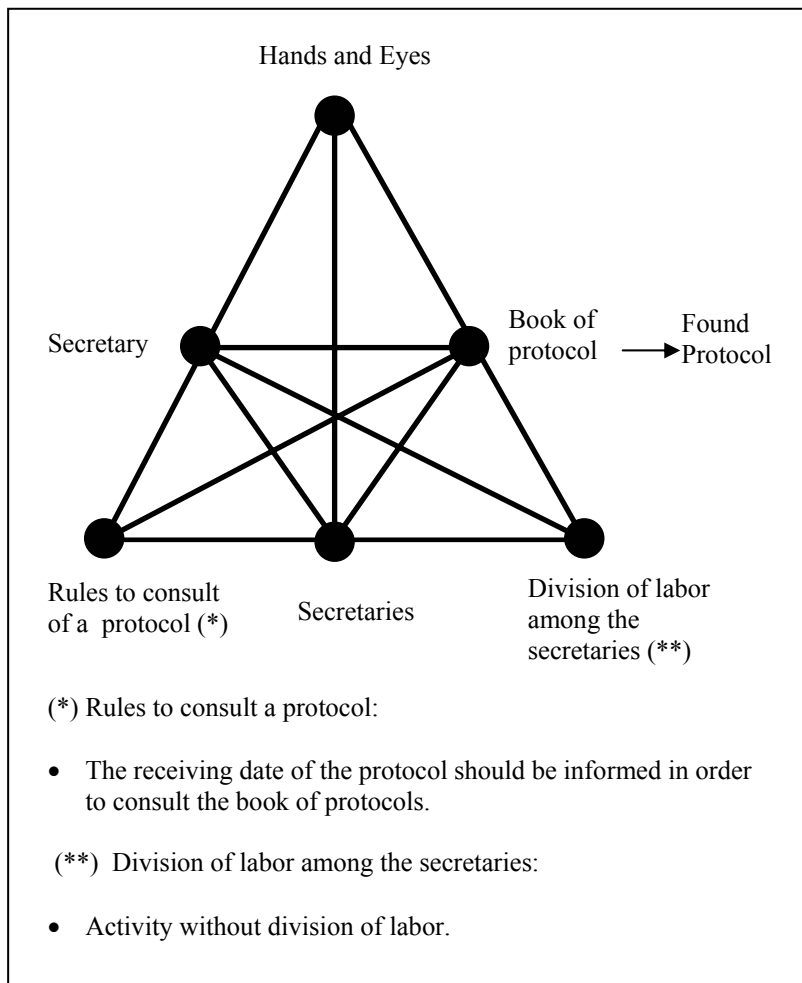 Hands and Eyes
Secretary
Book of
protocol
Found
Protocol
Rules to consult
of a protocol (*)
Secretaries
Division of labor
among the
secretaries (**)
(*) Rules to consult a protocol:
• The receiving date of the protocol should be informed in order
to consult the book of protocols.
(**) Division of labor among the secretaries:
• Activity without division of labor.